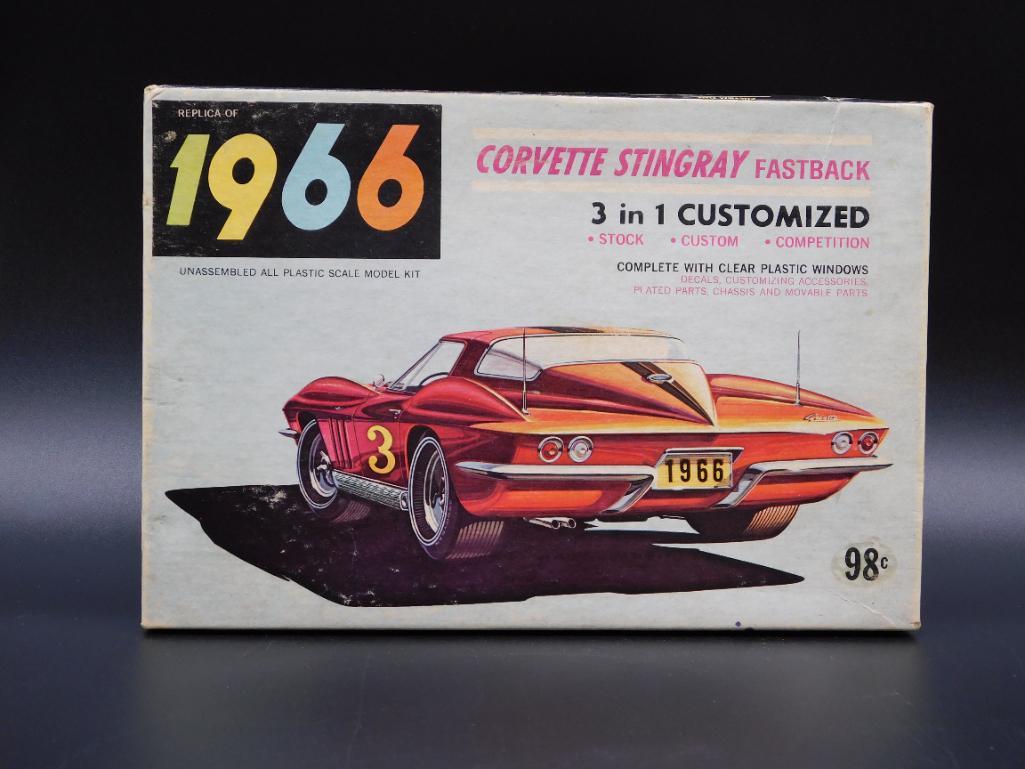 REPLICA OF
1966
UNASSEMBLED ALL PLASTIC SCALE MODEL KIT
CORVETTE STINGRAY FASTBACK
3 in 1 CUSTOMIZED
• STOCK • CUSTOM • COMPETITION
COMPLETE WITH CLEAR PLASTIC WINDOWS
DECALS, CUSTOMIZING ACCESSORIES,
PLATED PARTS, CHASSIS AND MOVABLE PARTS
3
Corvette
1966
98c